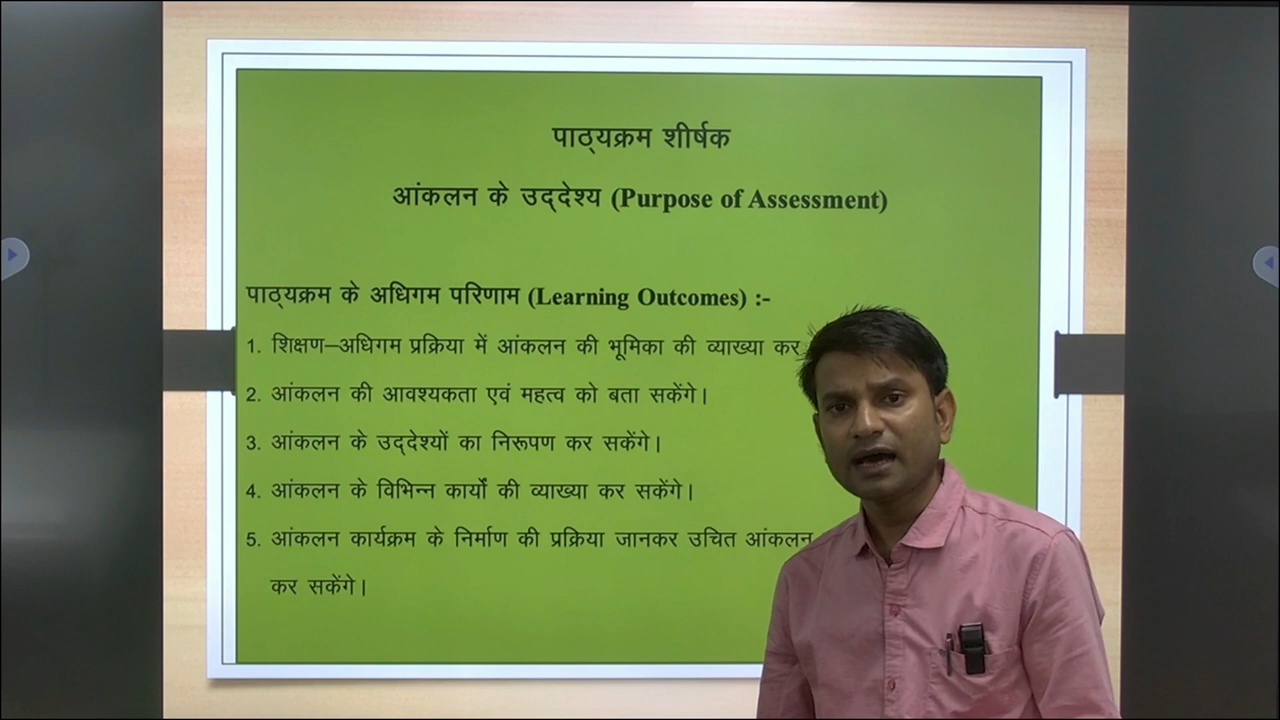 पाठ्यक्रम शीर्षक
आंकलन के उद्देश्य (Purpose of Assessment)
पाठ्यक्रम के अधिगम परिणाम (Learning Outcomes) :-
1. शिक्षण–अधिगम प्रक्रिया में आंकलन की भूमिका की व्याख्या कर
2. आंकलन की आवश्यकता एवं महत्व को बता सकेंगे।
3. आंकलन के उद्देश्यों का निरूपण कर सकेंगे।
4. आंकलन के विभिन्न कार्यों की व्याख्या कर सकेंगे।
5. आंकलन कार्यक्रम के निर्माण की प्रक्रिया जानकर उचित आंकलन
कर सकेंगे।